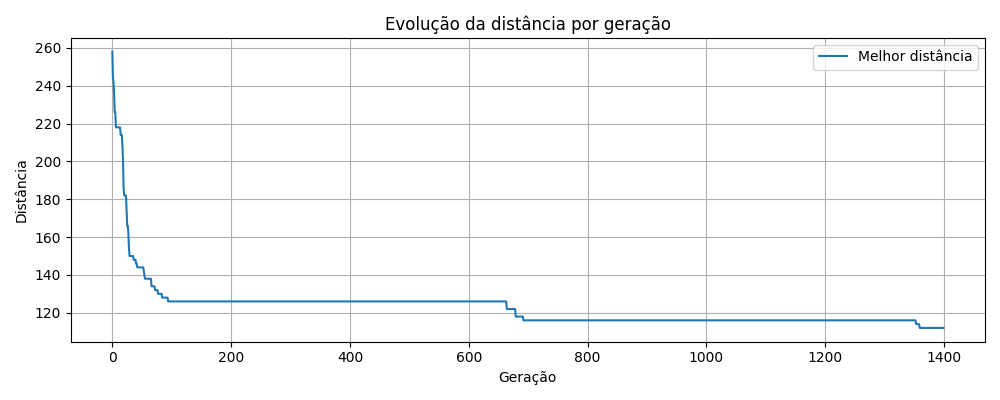 Evolução da distância por geração
Melhor distância
Distância
260
240
220
200
180
160
140
120
0 200 400 600 800 1000 1200 1400
Geração